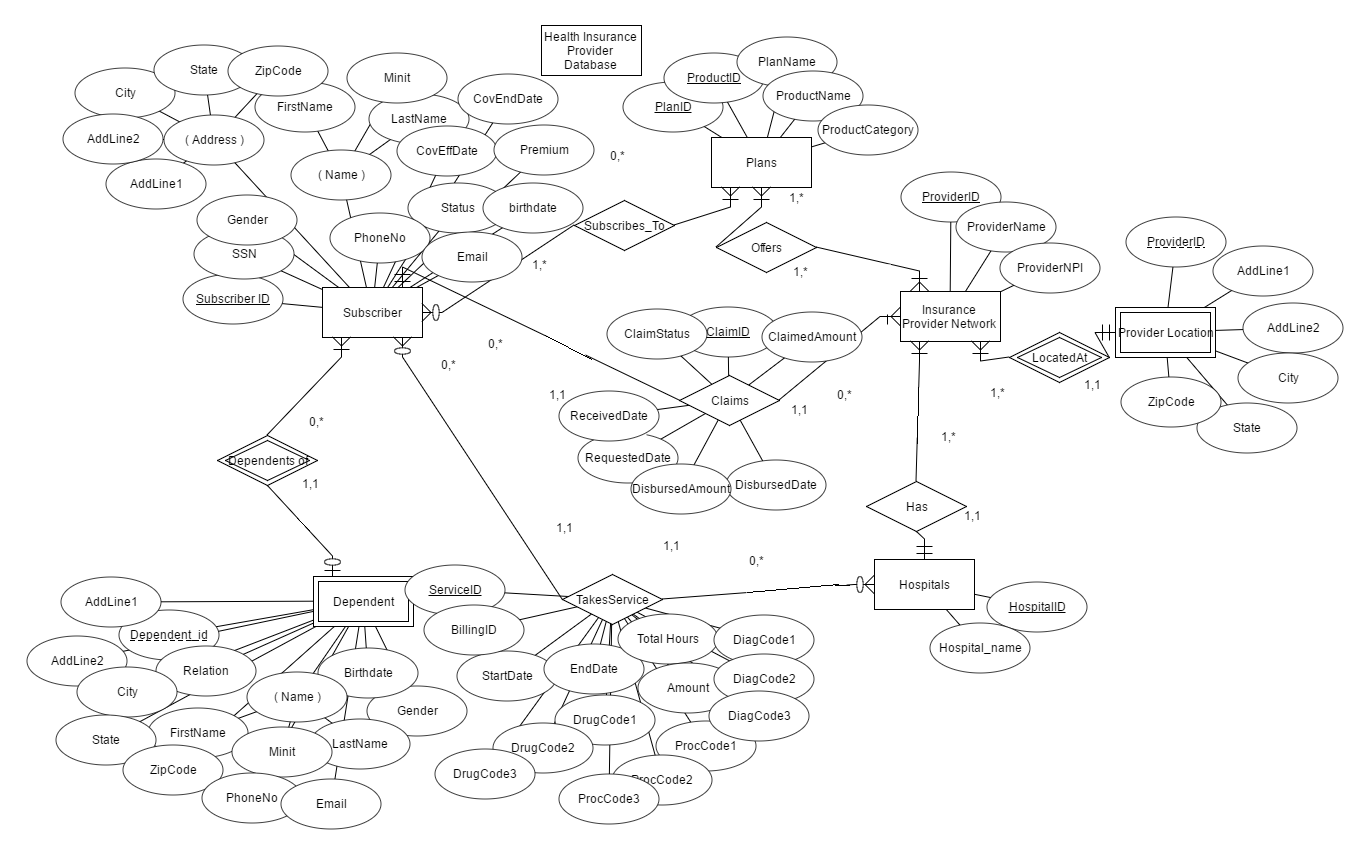 Health Insurance
Provider
Database
State
ZipCode
City
FirstName
AddLine2
( Address )
AddLine1
Minit
LastName
( Name )
CovEndDate
CovEffDate
Premium
Status
birthdate
Gender
SSN
PhoneNo
Email
Subscriber ID
Subscriber
0,*
Subscribes_To
1,*
PlanName
ProductID
PlanID
ProductName
ProductCategory
Plans
1,*
Offers
1,*
ProviderID
ProviderName
ProviderNPI
Insurance
Provider Network
ProviderID
AddLine1
AddLine2
Provider Location
City
ZipCode
State
LocatedAt
1,*
1,1
ClaimStatus
ClaimID
ClaimedAmount
Claims
ReceivedDate
RequestedDate
DisbursedAmount
DisbursedDate
0,*
0,*
1,1
1,1
0,*
0,*
Dependents of
1,1
1,*
Has
1,1
1,1
1,1
0,*
Hospitals
HospitalID
Hospital_name
Dependent
AddLine1
Dependent_id
AddLine2
Relation
City
( Name )
Birthdate
Gender
State
FirstName
Minit
LastName
ZipCode
PhoneNo
Email
ServiceID
TakesService
BillingID
StartDate
EndDate
Total Hours
DiagCode1
DiagCode2
Amount
DiagCode3
DrugCode1
DrugCode2
DrugCode3
ProcCode1
ProcCode2
ProcCode3